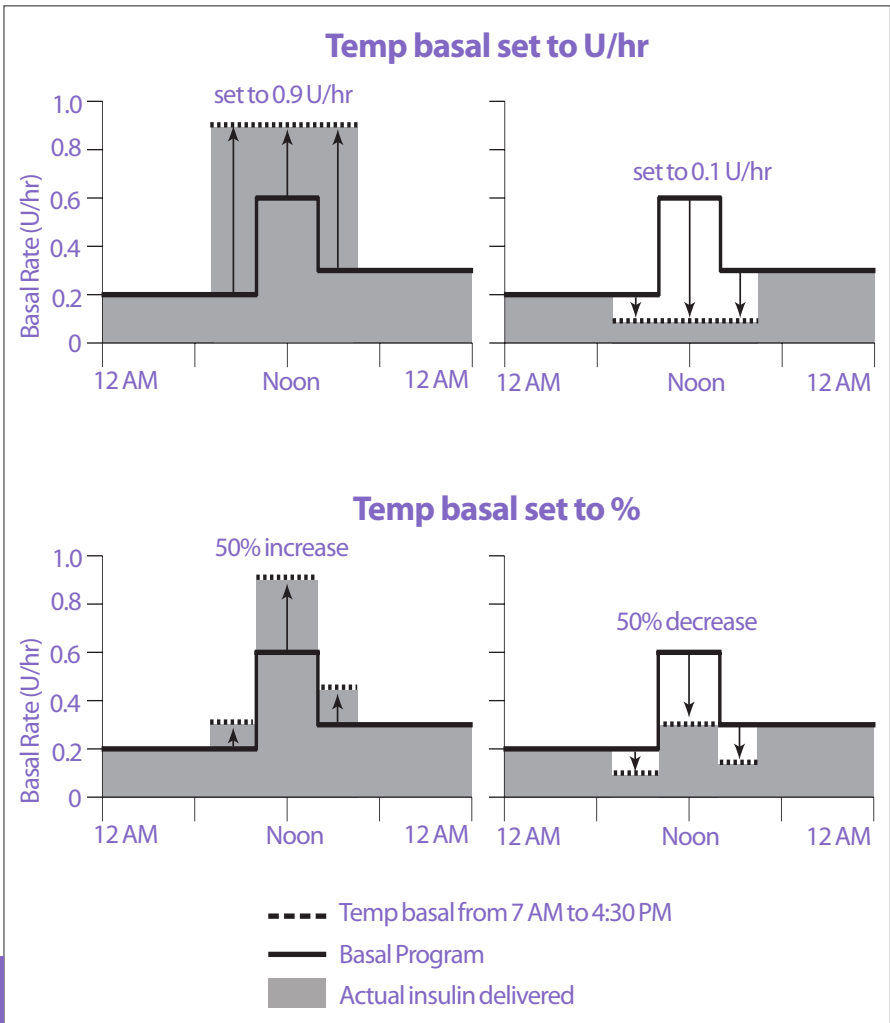 Temp basal set to U/hr
set to 0.9 U/hr
set to 0.1 U/hr
Basal Rate (U/hr)
1.0
0.8
0.6
0.4
0.2
0
12 AM
Noon
12 AM
12 AM
Noon
12 AM
Temp basal set to %
50% increase
50% decrease
Basal Rate (U/hr)
1.0
0.8
0.6
0.4
0.2
0
12 AM
Noon
12 AM
12 AM
Noon
12 AM
Temp basal from 7 AM to 4:30 PM
Basal Program
Actual insulin delivered